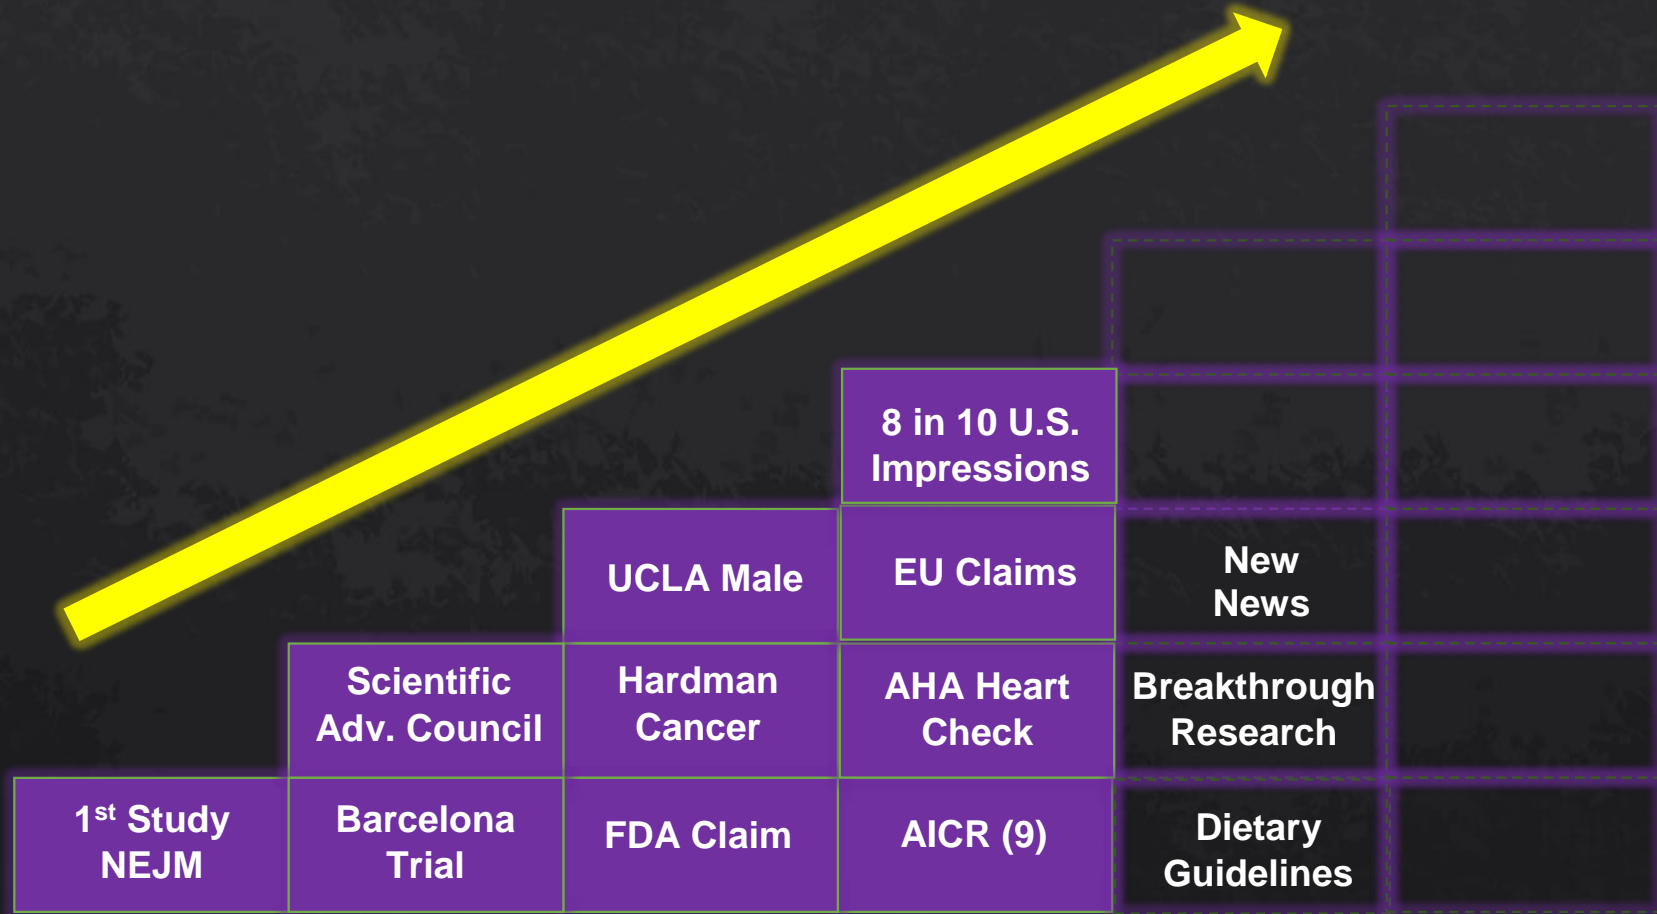 8 in 10 U.S.
Impressions
UCLA Male
EU Claims
New
News
Scientific
Adv. Council
Hardman
Cancer
AHA Heart
Check
Breakthrough
Research
1st Study
NEJM
Barcelona
Trial
FDA Claim
AICR (9)
Dietary
Guidelines